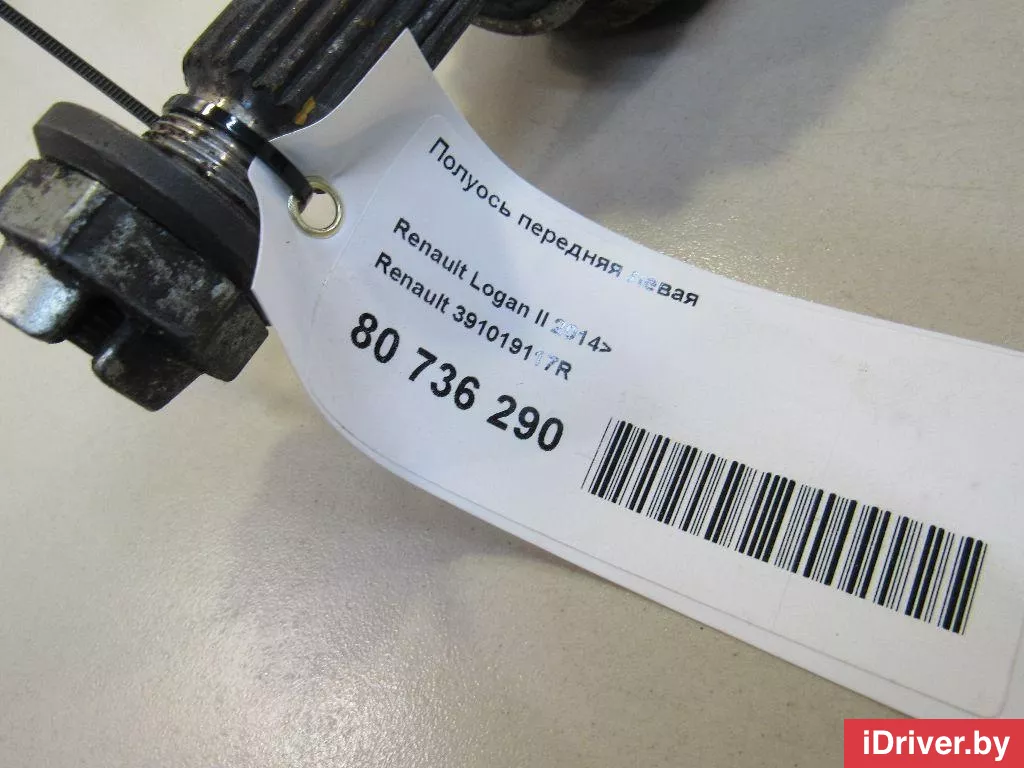 Полуось передняя левая
Renault Logan II 2014>
Renault 391019117R
80 736 290
iDriver.by